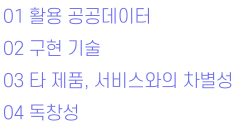 01 활용 공공데이터
02 구현 기술
03 타 제품, 서비스와의 차별성
04 독창성